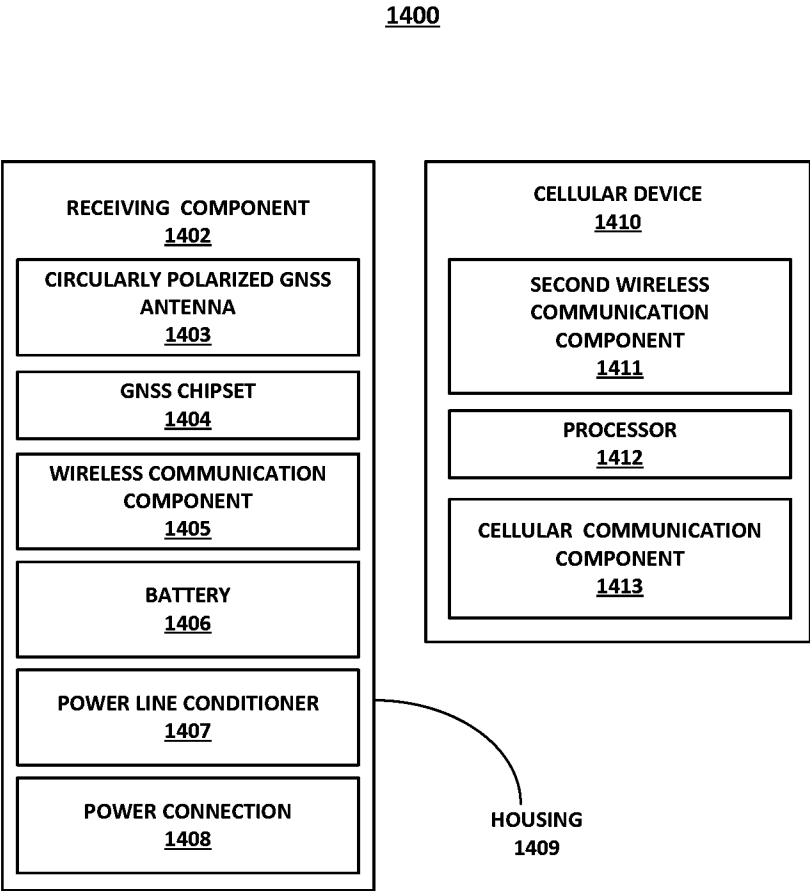 1400
RECEIVING COMPONENT
1402
CIRCULARLY POLARIZED GNSS
ANTENNA
1403
GNSS CHIPSET
1404
WIRELESS COMMUNICATION
COMPONENT
1405
BATTERY
1406
POWER LINE CONDITIONER
1407
POWER CONNECTION
1408
CELLULAR DEVICE
1410
SECOND WIRELESS
COMMUNICATION
COMPONENT
1411
PROCESSOR
1412
CELLULAR COMMUNICATION
COMPONENT
1413
HOUSING
1409